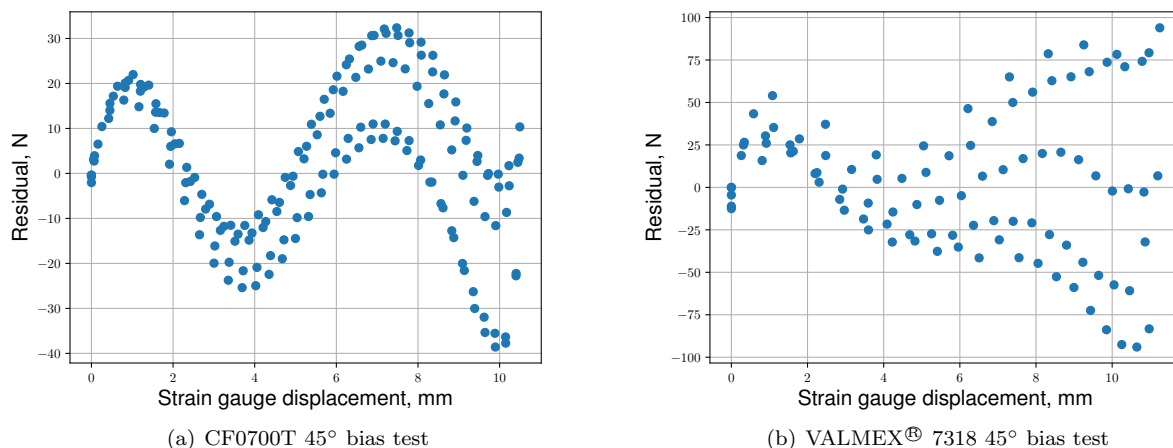 30
20
10
0
−10
−20
−30
−40
Residual, N
0 2 4 6 8 10
Strain gauge displacement, mm
(a) CF0700T 45° bias test
100
75
50
25
0
−25
−50
−75
−100
Residual, N
0 2 4 6 8 10
Strain gauge displacement, mm
(b) VALMEX® 7318 45° bias test